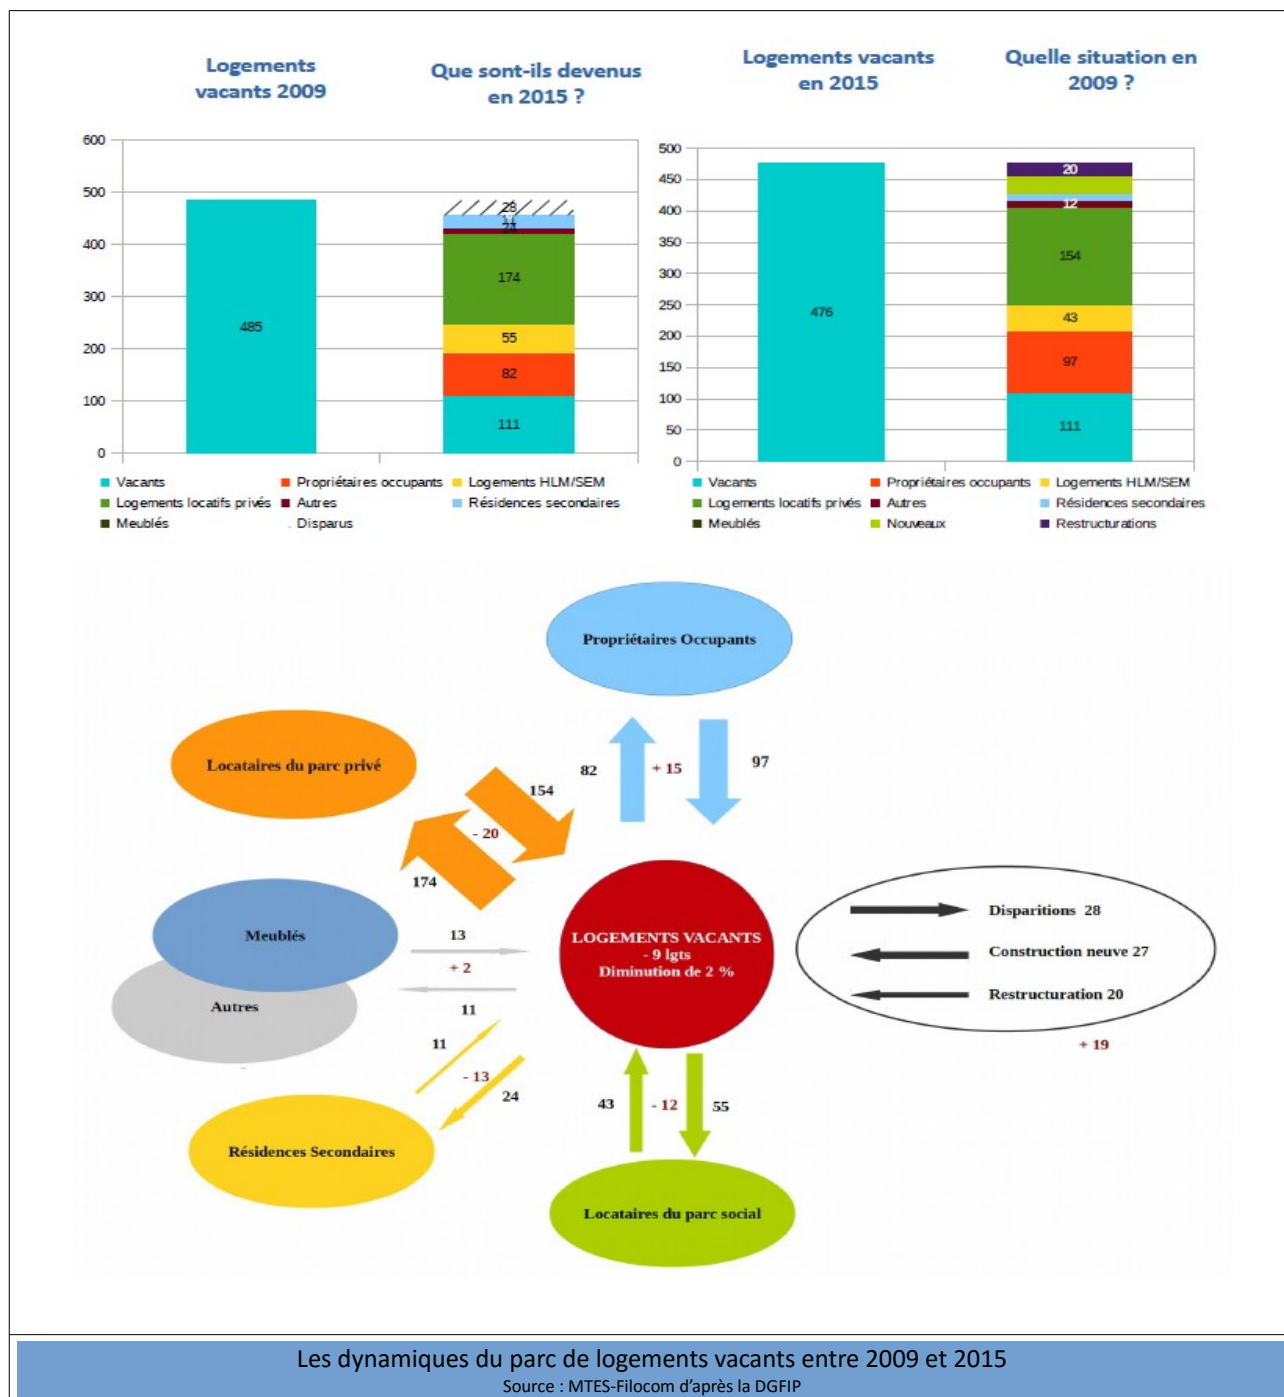 Logements
vacants 2009
Que sont-ils devenus
en 2015 ?
Logements vacants
en 2015
Quelle situation en
2009 ?
600
500
400
300
200
100
0
485
28
11
24
174
55
82
111
Vacants
Propriétaires occupants
Logements HLM/SEM
Logements locatifs privés
Autres
Résidences secondaires
Meublés
Disparus
500
450
400
350
300
250
200
150
100
50
0
476
20
12
154
43
97
111
Vacants
Propriétaires occupants
Logements HLM/SEM
Logements locatifs privés
Autres
Résidences secondaires
Meublés
Nouveaux
Restructurations
Propriétaires Occupants
82
+ 15
97
Locataires du parc privé
154
- 20
174
Meublés
13
+ 2
11
Autres
11
- 13
24
Résidences Secondaires
LOGEMENTS VACANTS
- 9 lgts
Diminution de 2 %
43
- 12
55
Locataires du parc social
Disparitions 28
Construction neuve 27
Restructuration 20
+ 19
Les dynamiques du parc de logements vacants entre 2009 et 2015
Source : MTES-Filocom d’après la DGFIP